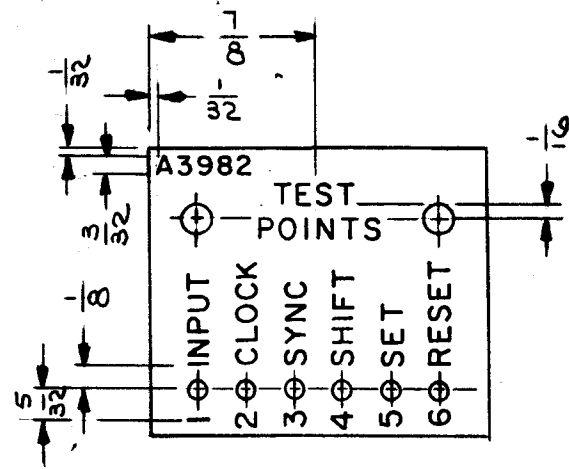 7/8
1/32
1/32
A3982
1/16
3/32
TEST
POINTS
1/8
INPUT
CLOCK
SYNC
SHIFT
SET
RESET
5/32
1 2 3 4 5 6